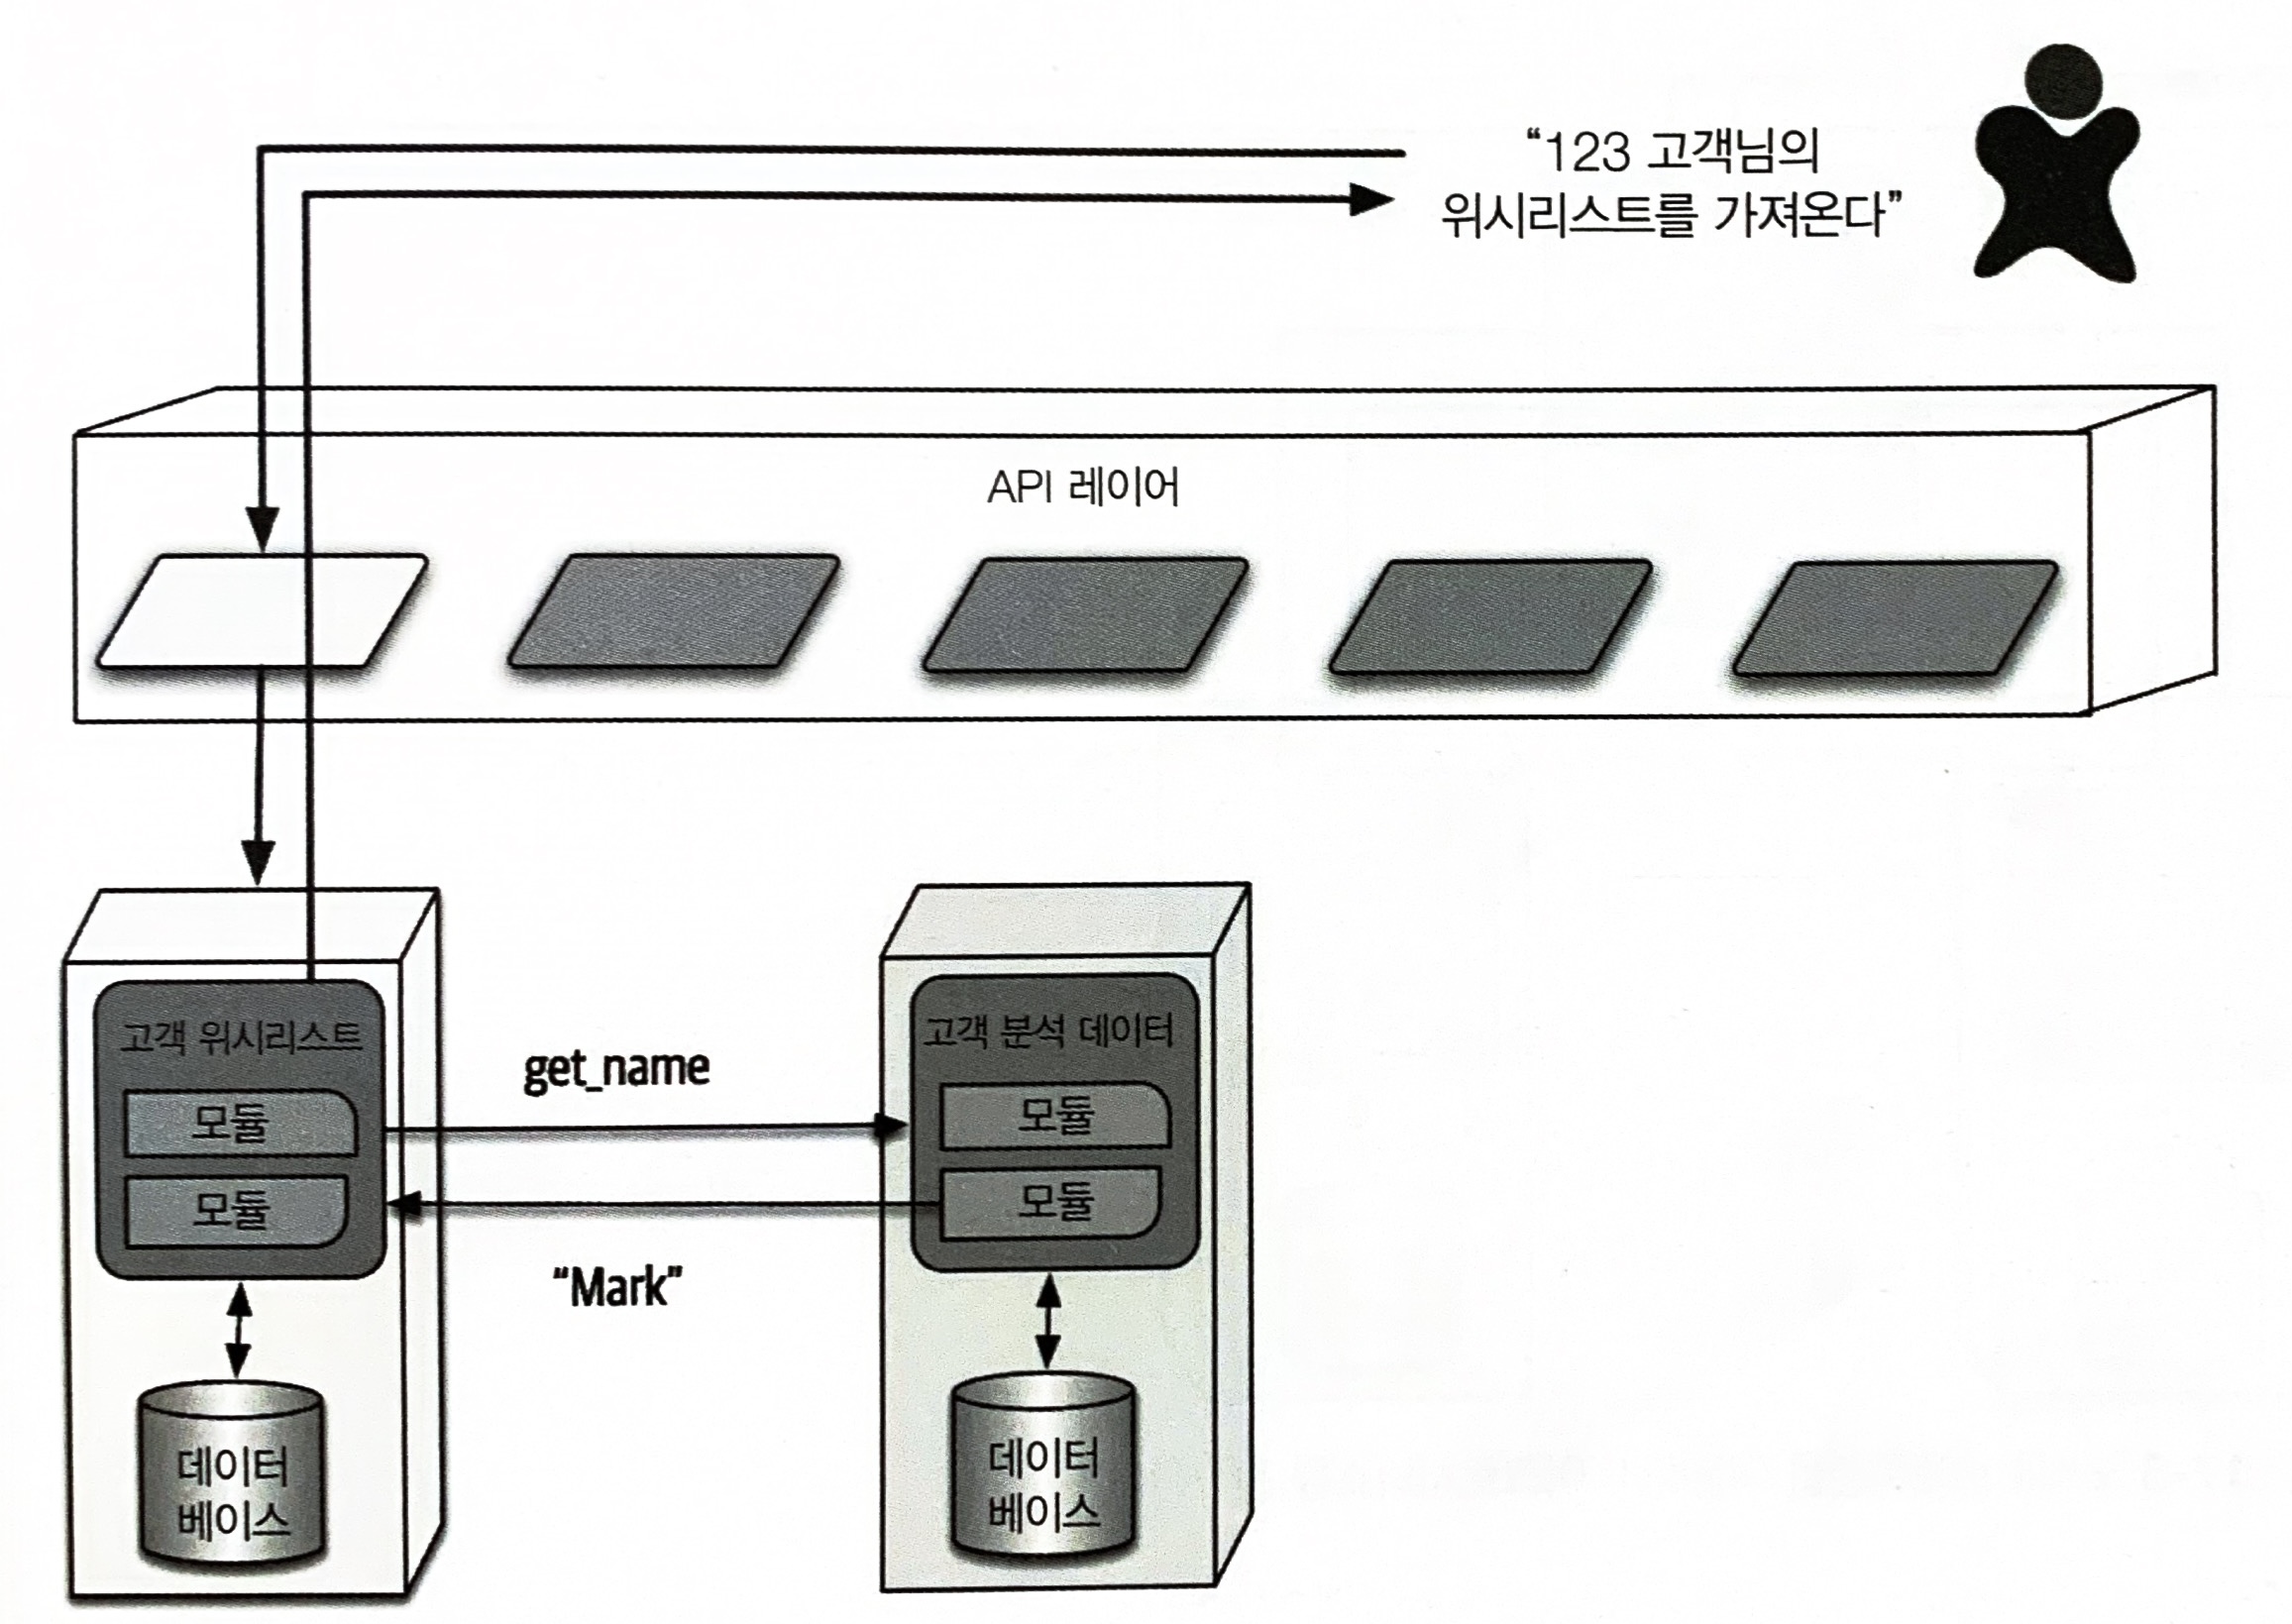 “123 고객님의
위시리스트를 가져온다”
API 레이어
고객 위시리스트
모듈
모듈
데이터
베이스
get_name
“Mark”
고객 분석 데이터
모듈
모듈
데이터
베이스